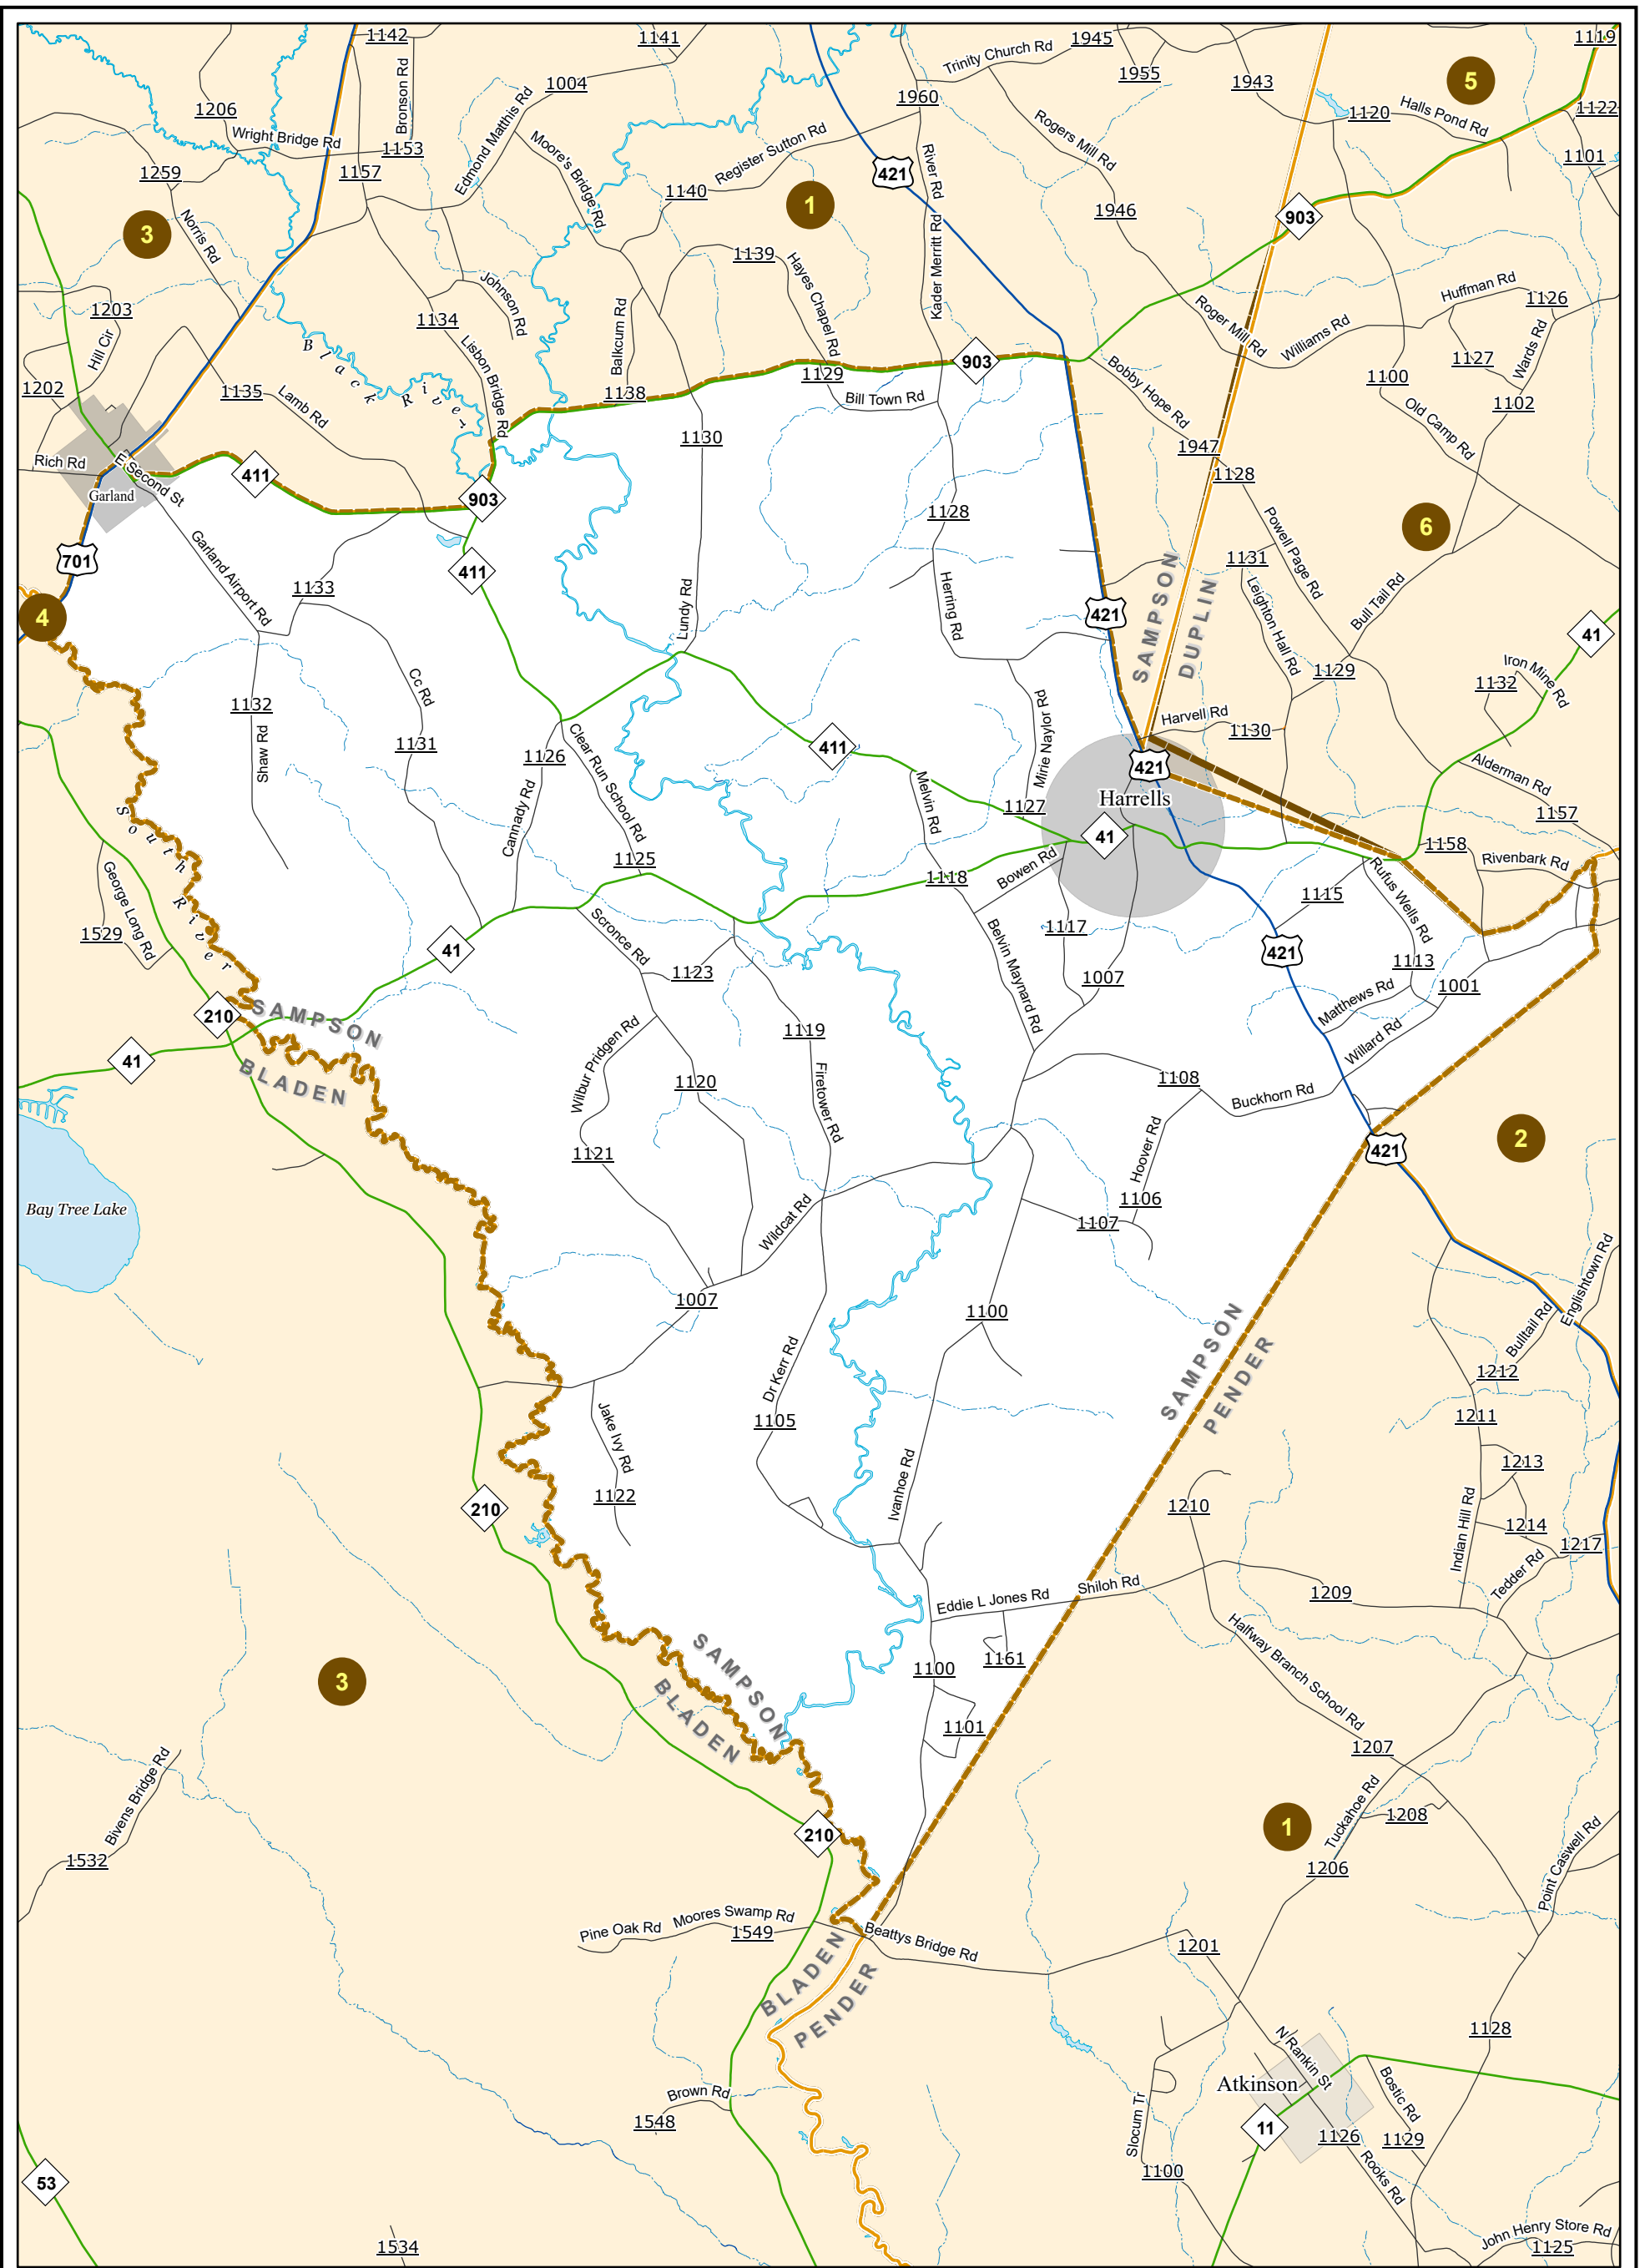 1142
1141
1945
1119
Trinity Church Rd
1955
5
1004
1943
Bronson Rd
1960
1206
1120
Halls Pond Rd
1122
Edmond Matthis Rd
Wright Bridge Rd
1153
Moore's Bridge Rd
Register Sutton Rd
Rogers Mill Rd
1101
1259
1157
421
River Rd
1140
1
1946
903
3
Norris Rd
Kader Merritt Rd
1139
Hayes Chapel Rd
Johnson Rd
Huffman Rd
1126
1203
1134
Balkcum Rd
Roger Mill Rd
Williams Rd
Wards Rd
Hill Cir
Black River
Lisbon Bridge Rd
903
1127
1202
1135
Lamb Rd
1138
1129
Bobby Hope Rd
1100
Bill Town Rd
1102
Old Camp Rd
1130
1947
Rich Rd
E Second St
411
1128
Garland
903
1128
Powell Page Rd
6
Garland Airport Rd
701
411
SAMPSON
DUPLIN
1131
1133
Leighton Hall Rd
Bull Tail Rd
4
Lundy Rd
Herring Rd
421
41
1129
Iron Mine Rd
1132
Cc Rd
1132
Mirie Naylor Rd
Harvell Rd
1130
Shaw Rd
1131
1126
Clear Run School Rd
411
421
Alderman Rd
South River
Cannady Rd
Melvin Rd
1127
Harrells
41
1157
1125
1158
Rivenbark Rd
George Long Rd
1118
Bowen Rd
1115
Rufus Wells Rd
1529
41
Scronce Rd
1117
421
1123
Belvin Maynard Rd
1007
1113
1001
210
SAMPSON
Matthews Rd
1119
Willard Rd
41
BLADEN
Wilbur Pridgen Rd
1120
Firetower Rd
1108
Buckhorn Rd
2
421
1121
Hoover Rd
Bay Tree Lake
1106
Wildcat Rd
1107
Englishtown Rd
1007
1100
SAMPSON
PENDER
Bulltail Rd
Dr Kerr Rd
1212
1105
1211
Jake Ivy Rd
1213
1122
Ivanhoe Rd
210
1210
Indian Hill Rd
1214
1217
Tedder Rd
Eddie L Jones Rd
Shiloh Rd
1209
SAMPSON
1161
Halfway Branch School Rd
3
1100
BLADEN
1101
1207
Bivens Bridge Rd
Tuckahoe Rd
1208
210
1
1532
1206
Point Caswell Rd
Moores Swamp Rd
Pine Oak Rd
1549
Beattys Bridge Rd
1201
BLADEN
PENDER
1128
N Rankin St
Atkinson
Brown Rd
1548
Slocum Tr
Bostic Rd
11
1126
1129
1100
Rooks Rd
53
1534
John Henry Store Rd
1125